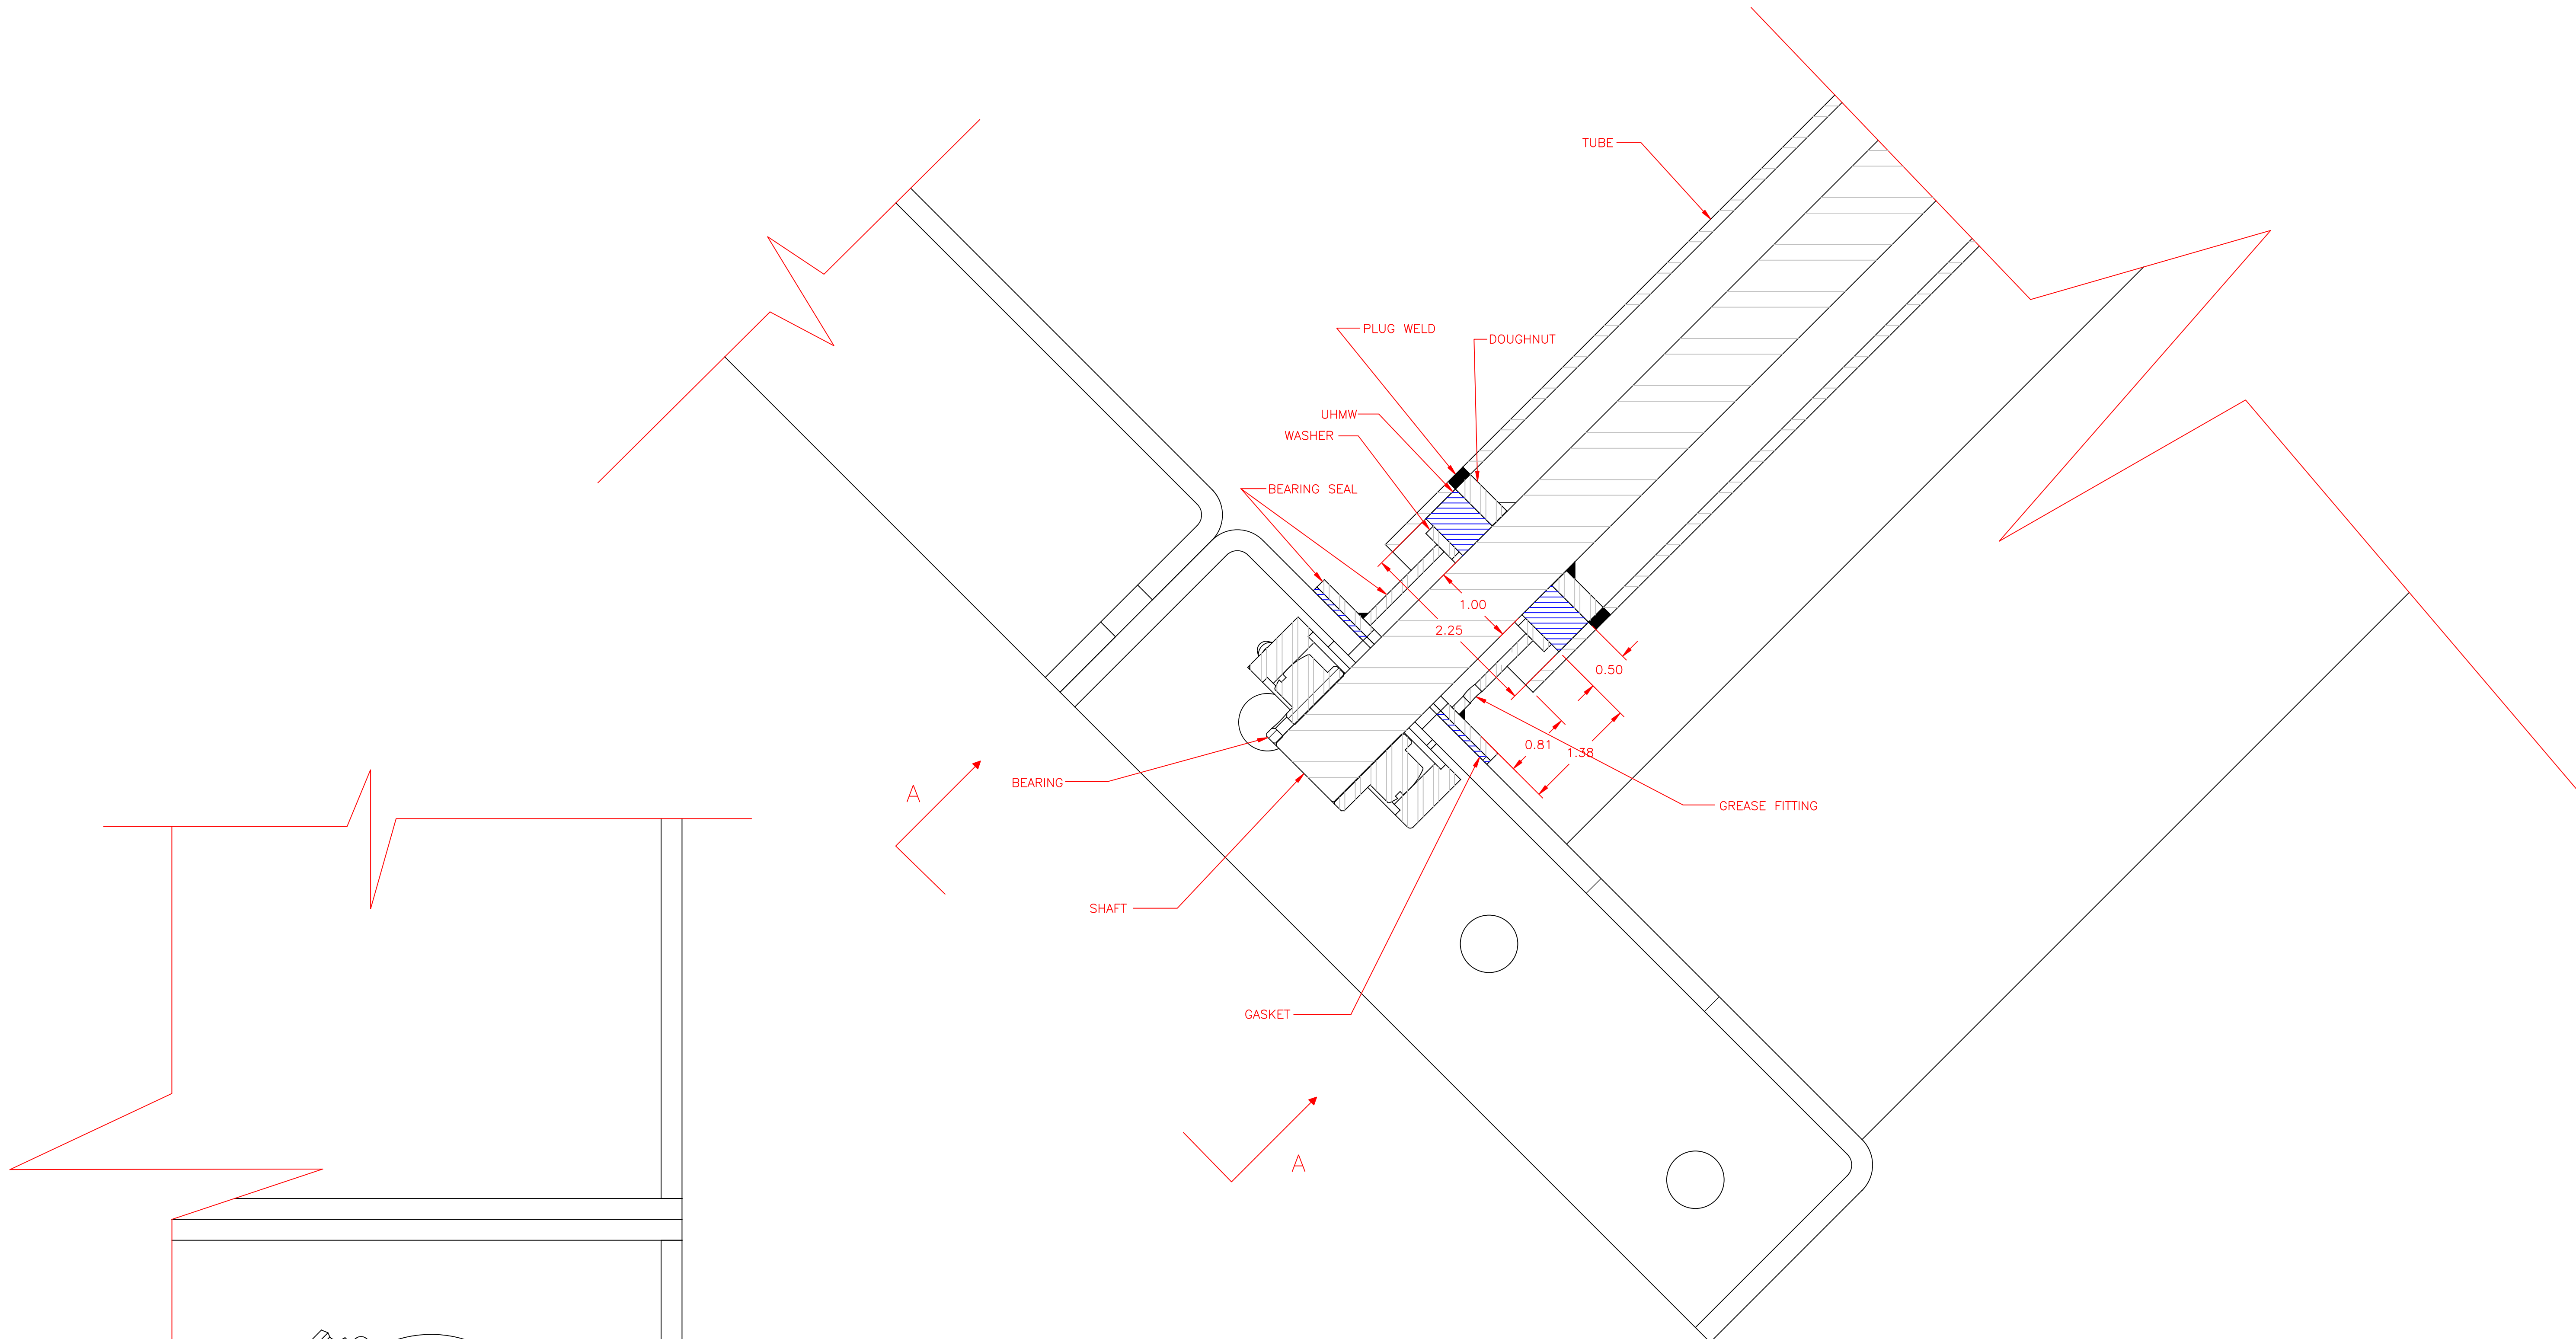 TUBE
PLUG WELD
DOUGHNUT
UHMW
WASHER
BEARING SEAL
1.00
2.25
0.50
0.81
1.38
BEARING
A
GREASE FITTING
SHAFT
GASKET
A